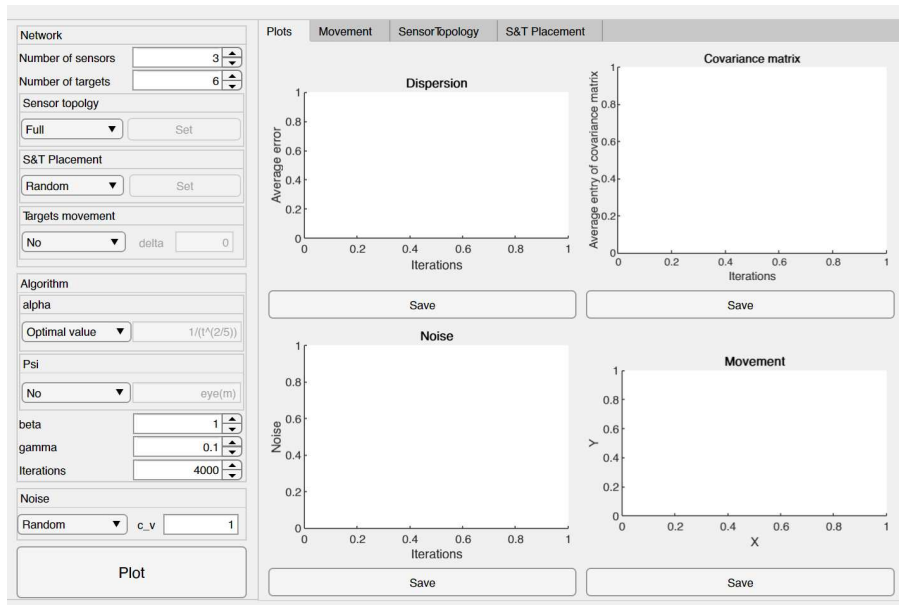 Network
Number of sensors 3
Number of targets 6
Sensor topolgy
Full Set
S&T Placement
Random Set
Targets movement
No delta 0
Algorithm
alpha
Optimal value 1/(t^(2/5))
Psi
No eye(m)
beta 1
gamma 0.1
Iterations 4000
Noise
Random c_v 1
Plot
Plots Movement SensorTopology S&T Placement
Dispersion
Average error
1
0.8
0.6
0.4
0.2
0
0 0.2 0.4 0.6 0.8 1
Iterations
Save
Covariance matrix
Average entry of covariance matrix
1
0.8
0.6
0.4
0.2
0
0 0.2 0.4 0.6 0.8 1
Iterations
Save
Noise
Noise
1
0.8
0.6
0.4
0.2
0
0 0.2 0.4 0.6 0.8 1
Iterations
Save
Movement
Y
1
0.8
0.6
0.4
0.2
0
0 0.2 0.4 0.6 0.8 1
X
Save